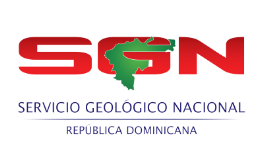 SGN
SERVICIO GEOLÓGICO NACIONAL
REPÚBLICA DOMINICANA